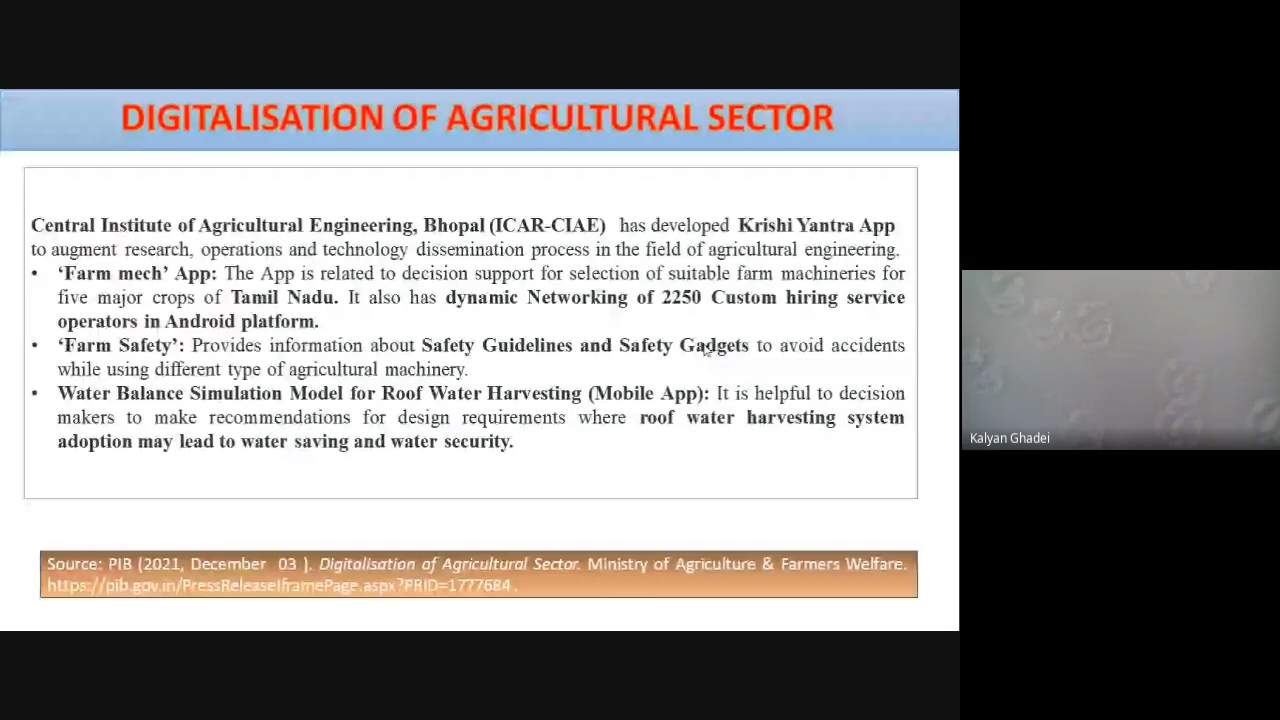 DIGITALISATION OF AGRICULTURAL SECTOR
Central Institute of Agricultural Engineering, Bhopal (ICAR-CIAE) has developed Krishi Yantra App
to augment research, operations and technology dissemination process in the field of agricultural engineering.
• ‘Farm mech’ App: The App is related to decision support for selection of suitable farm machineries for
five major crops of Tamil Nadu. It also has dynamic Networking of 2250 Custom hiring service
operators in Android platform.
• ‘Farm Safety’: Provides information about Safety Guidelines and Safety Gadgets to avoid accidents
while using different type of agricultural machinery.
• Water Balance Simulation Model for Roof Water Harvesting (Mobile App): It is helpful to decision
makers to make recommendations for design requirements where roof water harvesting system
adoption may lead to water saving and water security.
Kalyan Ghadei
Source: PIB (2021, December 03 ). Digitalisation of Agricultural Sector. Ministry of Agriculture & Farmers Welfare.
https://pib.gov.in/PressReleaseIframePage.aspx?PRID=1777684 .